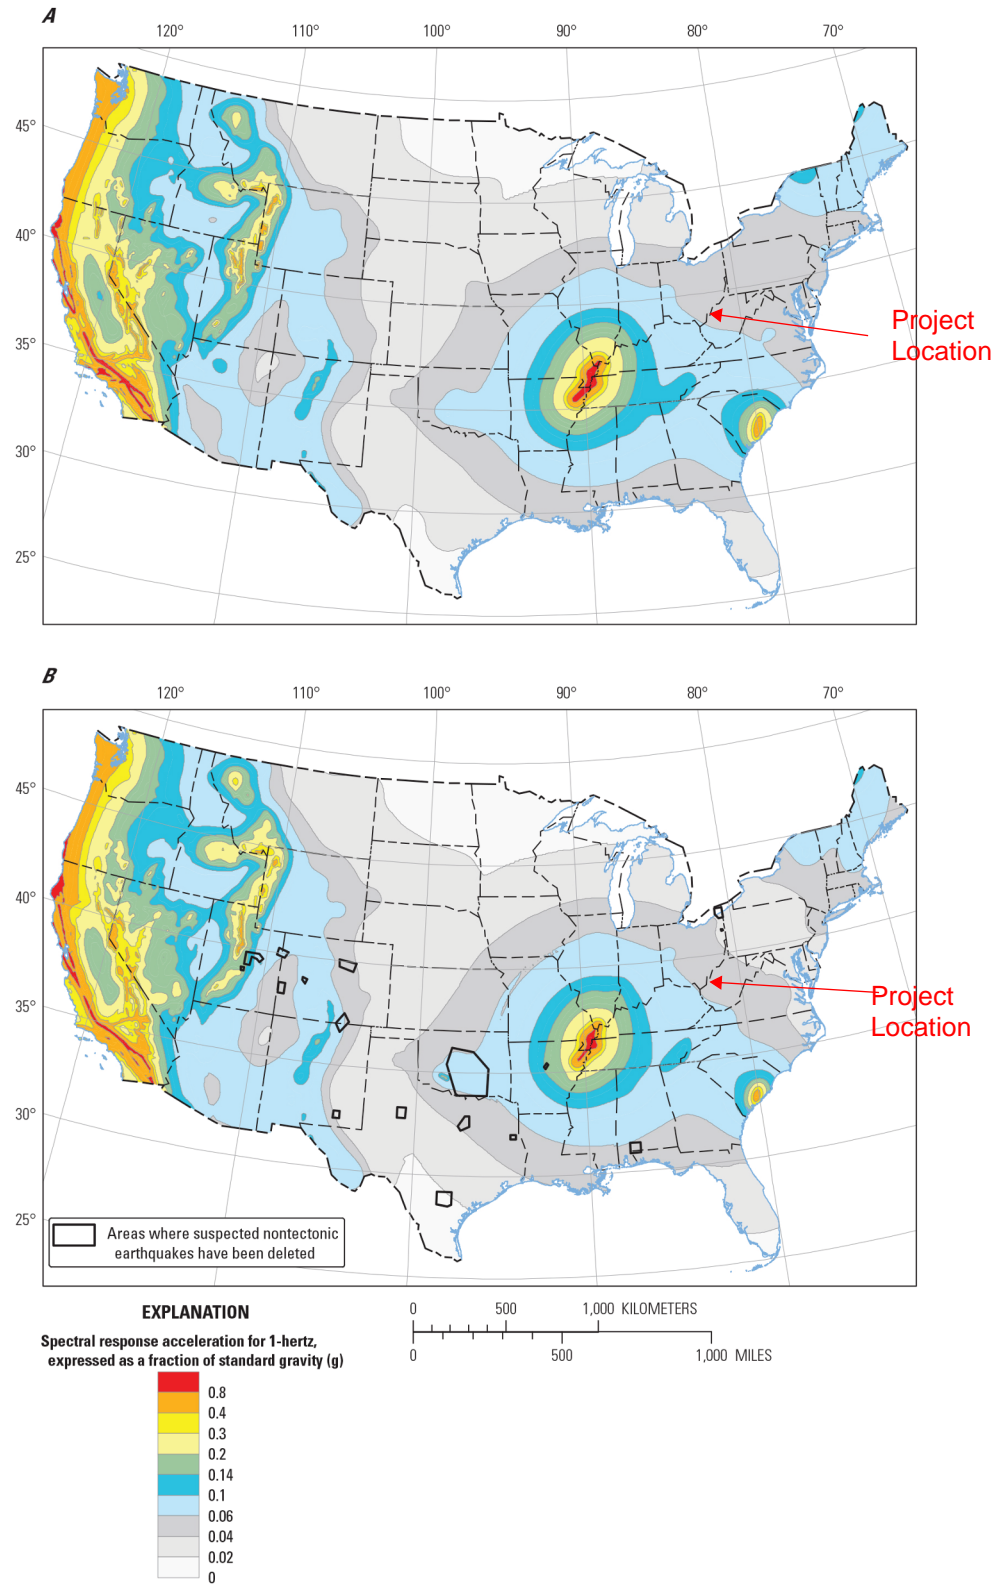 A
120° 110° 100° 90° 80° 70°
45°
40°
35°
30°
25°
Project
Location
B
120° 110° 100° 90° 80° 70°
45°
40°
35°
30°
25°
Project
Location
Areas where suspected nontectonic
earthquakes have been deleted
EXPLANATION
Spectral response acceleration for 1-hertz,
expressed as a fraction of standard gravity (g)
0.8
0.4
0.3
0.2
0.14
0.1
0.06
0.04
0.02
0
0 500 1,000 KILOMETERS
0 500 1,000 MILES